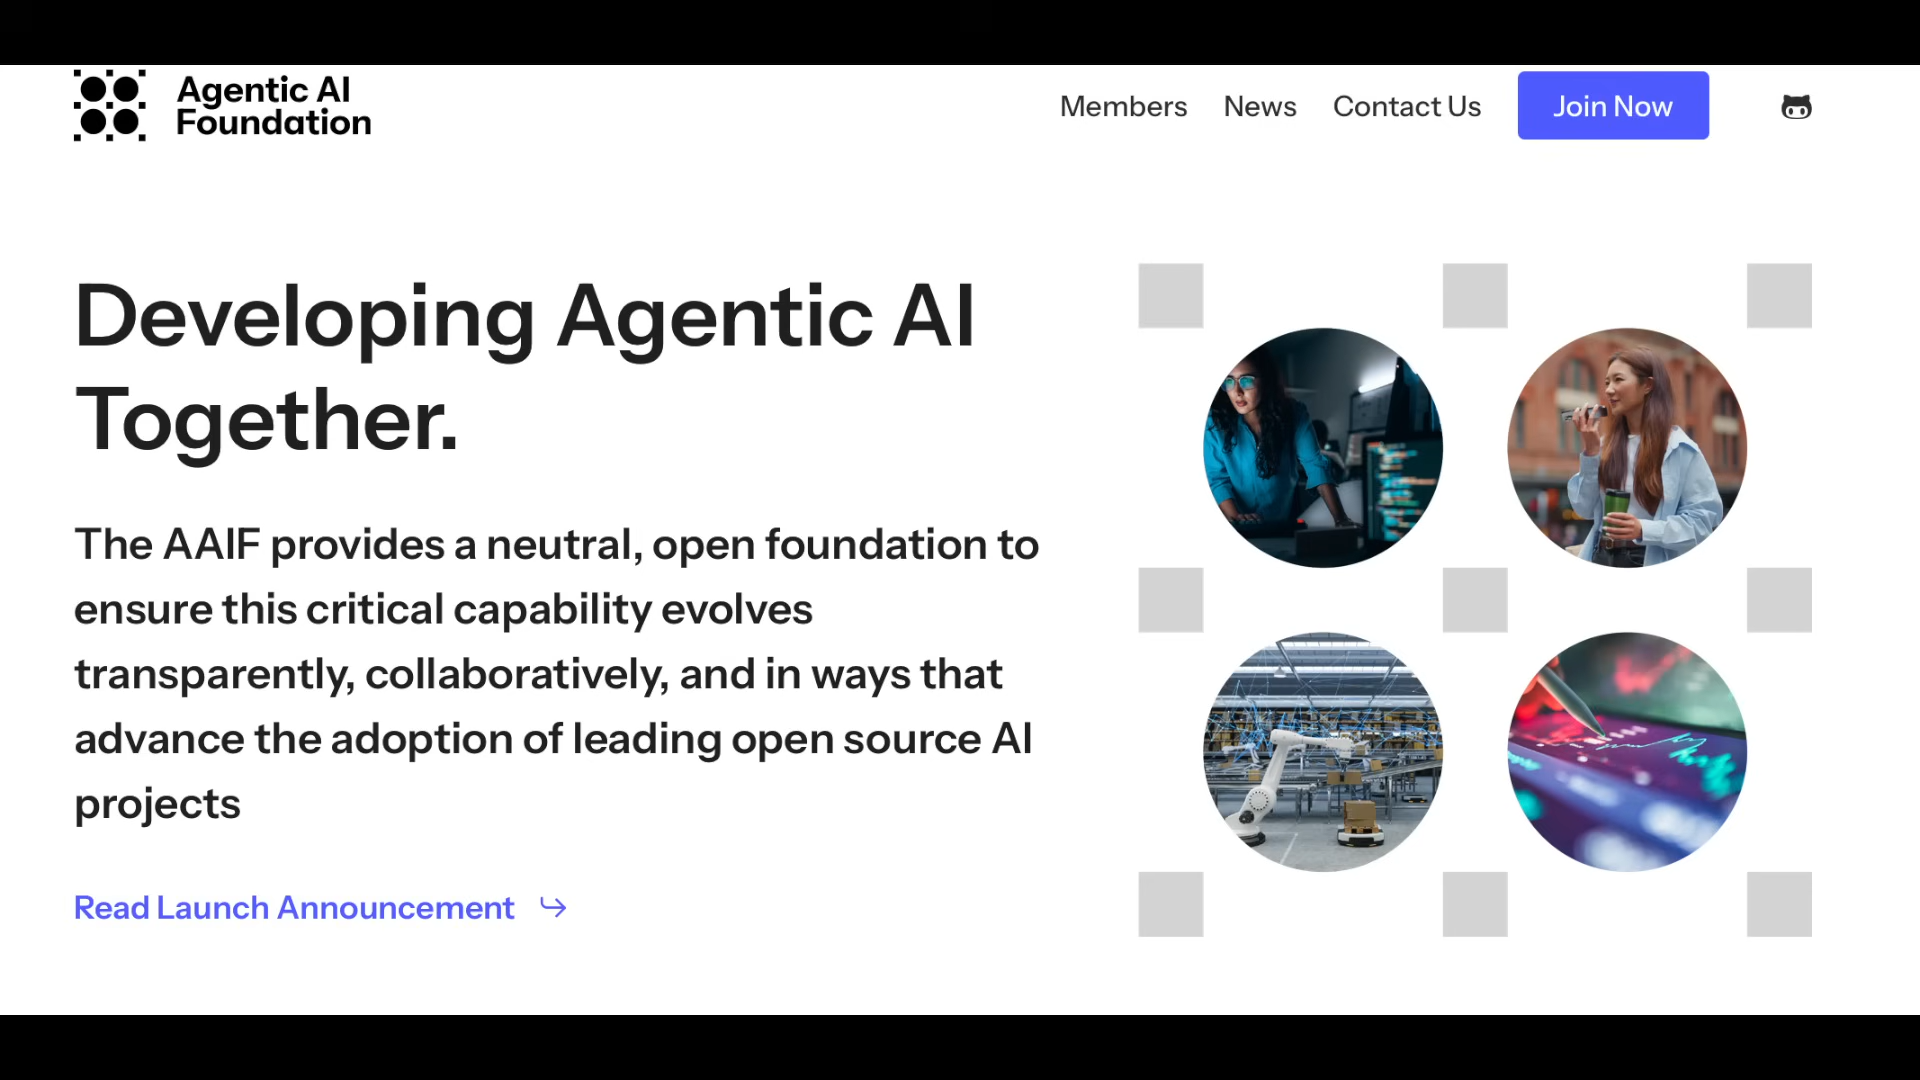 Agentic AI
Foundation
Members News Contact Us Join Now
Developing Agentic AI
Together.
The AAIF provides a neutral, open foundation to
ensure this critical capability evolves
transparently, collaboratively, and in ways that
advance the adoption of leading open source AI
projects
Read Launch Announcement